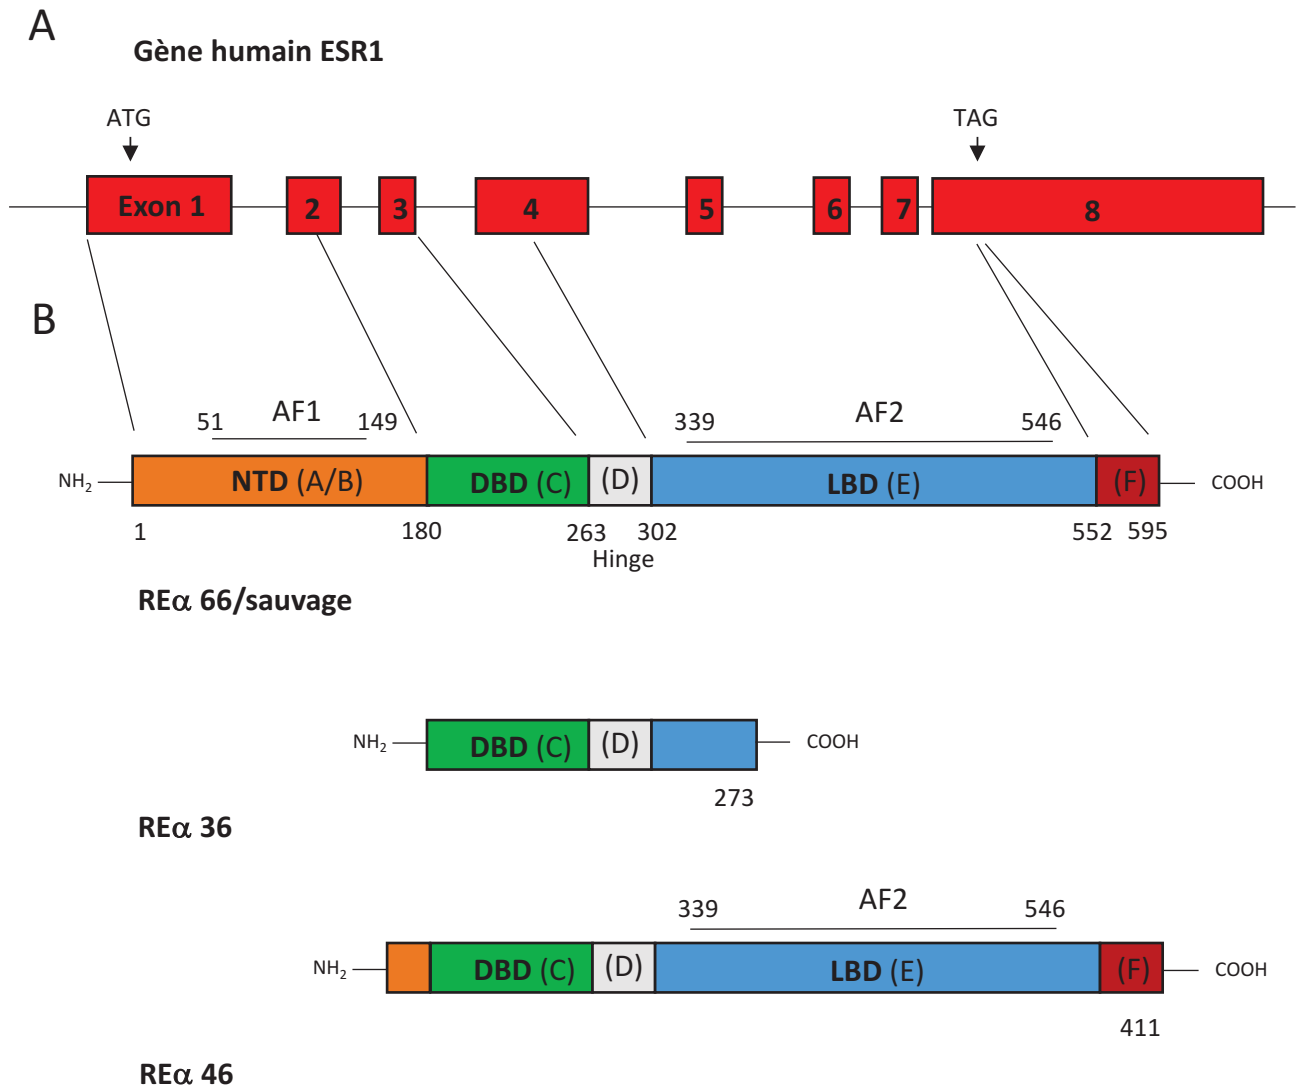 A
Gène humain ESR1
ATG
TAG
Exon 1
2
3
4
5
6
7
8
B
51
AF1
149
339
AF2
546
NH2
NTD (A/B)
DBD (C)
(D)
LBD (E)
(F)
COOH
1
180
263
302
552
595
Hinge
REα 66/sauvage
NH2
DBD (C)
(D)
COOH
273
REα 36
339
AF2
546
NH2
DBD (C)
(D)
LBD (E)
(F)
COOH
411
REα 46